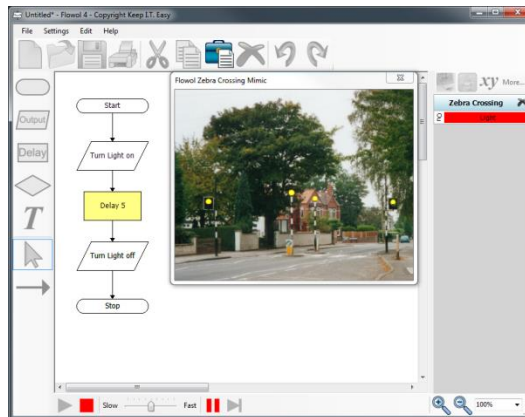 Untitled* - Flowol 4 - Copyright Keep I.T. Easy
File Settings Edit Help
xy More...
Output
Delay
T
Start
Turn Light on
Delay 5
Turn Light off
Stop
Flowol Zebra Crossing Mimic
Zebra Crossing
Light
Slow Fast
100%